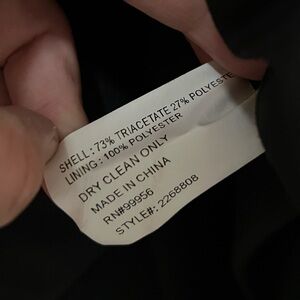 SHELL: 73% TRIACETATE 27% POLYESTE
LINING: 100% POLYESTER
DRY CLEAN ONLY
MADE IN CHINA
RN#99956
STYLE#: 2268808